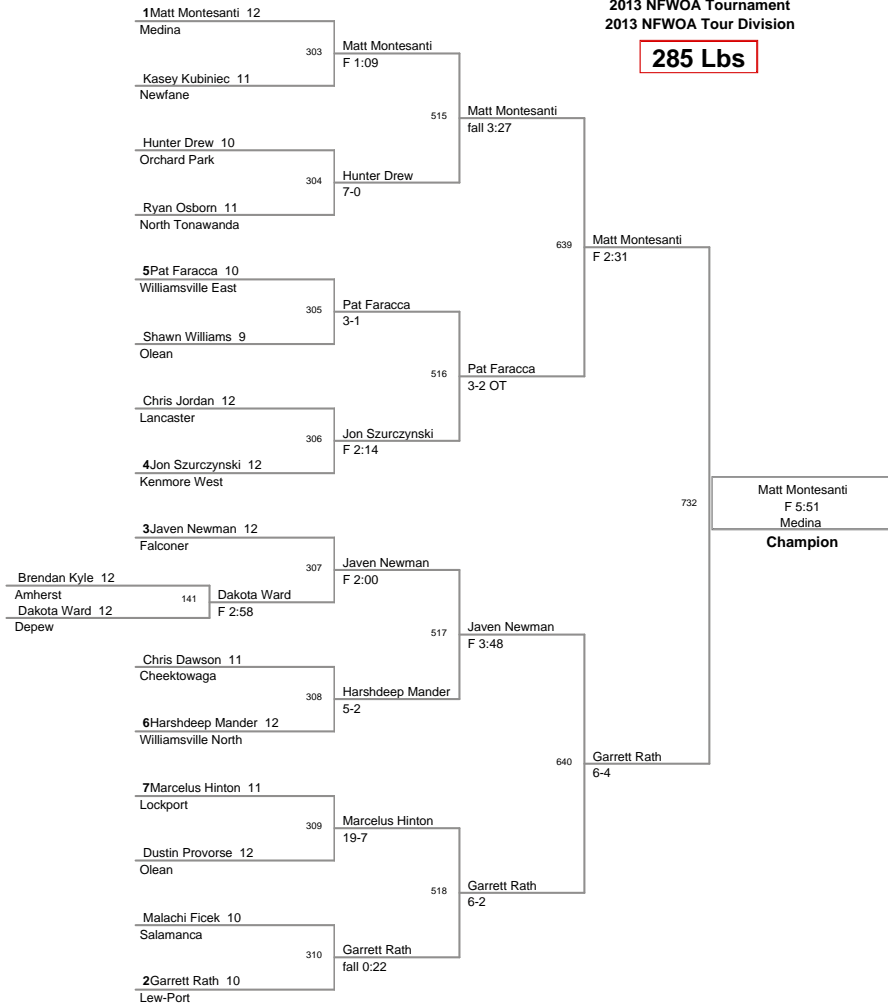 2013 NFWOA Tournament
2013 NFWOA Tour Division
285 Lbs
1Matt Montesanti 12
Medina
303
Kasey Kubiniec 11
Newfane
Matt Montesanti
F 1:09
515
Hunter Drew 10
Orchard Park
304
Ryan Osborn 11
North Tonawanda
Hunter Drew
7-0
Matt Montesanti
fall 3:27
639
5Pat Faracca 10
Williamsville East
305
Shawn Williams 9
Olean
Pat Faracca
3-1
516
Chris Jordan 12
Lancaster
306
4Jon Szurczynski 12
Kenmore West
Jon Szurczynski
F 2:14
Pat Faracca
3-2 OT
Matt Montesanti
F 2:31
732
3Javen Newman 12
Falconer
307
Brendan Kyle 12
Amherst
141
Dakota Ward 12
Depew
Dakota Ward
F 2:58
Javen Newman
F 2:00
517
Chris Dawson 11
Cheektowaga
308
6Harshdeep Mander 12
Williamsville North
Harshdeep Mander
5-2
Javen Newman
F 3:48
640
7Marcelus Hinton 11
Lockport
309
Dustin Provorse 12
Olean
Marcelus Hinton
19-7
518
Malachi Ficek 10
Salamanca
310
2Garrett Rath 10
Lew-Port
Garrett Rath
fall 0:22
Garrett Rath
6-2
Garrett Rath
6-4
Matt Montesanti
F 5:51
Medina
Champion